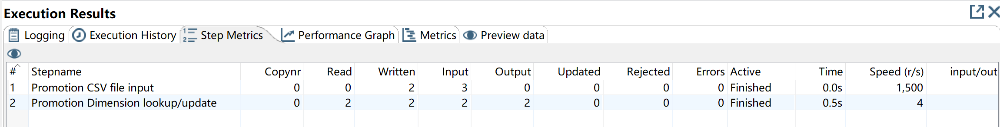 Execution Results
Logging Execution History Step Metrics Performance Graph Metrics Preview data
# Stepname Copynr Read Written Input Output Updated Rejected Errors Active Time Speed (r/s) input/out
1 Promotion CSV file input 0 0 2 3 0 0 0 0 Finished 0.0s 1,500
2 Promotion Dimension lookup/update 0 2 2 2 2 0 0 0 Finished 0.5s 4